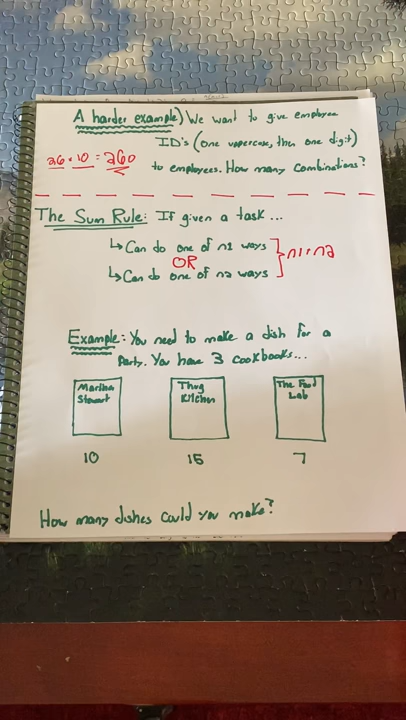 A harder example) We want to give employee
ID's (one uppercase, then one digit)
26 • 10 = 260
to employees. How many combinations?
The Sum Rule: If given a task...
↳ Can do one of n1 ways
OR
n1+n2
↳ Can do one of n2 ways
Example: You need to make a dish for a
Party. You have 3 cookbooks...
Martha
Stewart
Thug
Kitchen
The Food
Lab
10 15 7
How many dishes could you make?